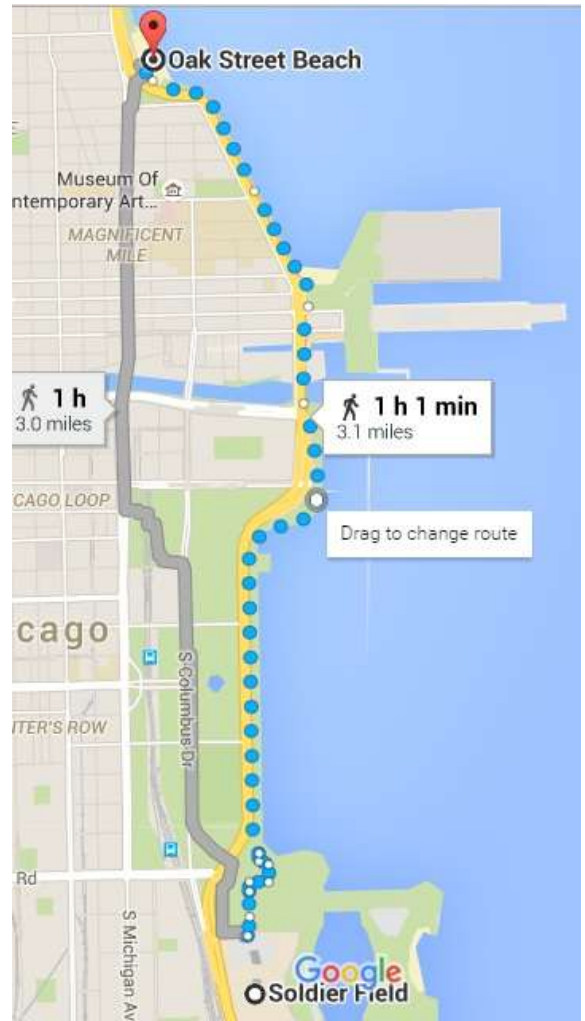 Oak Street Beach
Museum Of
ntemporary Art...
MAGNIFICENT
MILE
1 h
3.0 miles
1 h 1 min
3.1 miles
CAGO LOOP
Drag to change route
cago
S Columbus Dr
TER'S ROW
Rd
S Michigan Av
Google
Soldier Field